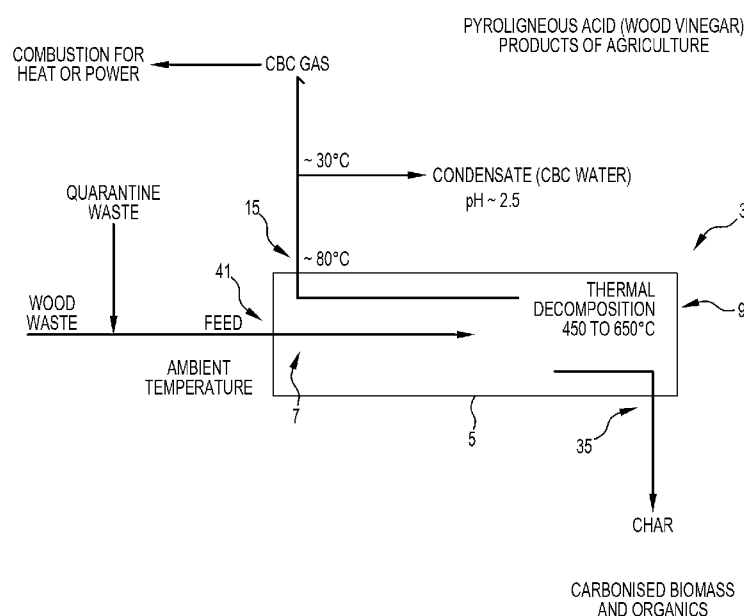 PYROLIGNEOUS ACID (WOOD VINEGAR)
PRODUCTS OF AGRICULTURE
COMBUSTION FOR
HEAT OR POWER
CBC GAS
~ 30°C
CONDENSATE (CBC WATER)
pH ~ 2.5
QUARANTINE
WASTE
15
3
~ 80°C
41
THERMAL
DECOMPOSITION
450 TO 650°C
9
WOOD
WASTE
FEED
AMBIENT
TEMPERATURE
7
5
35
CHAR
CARBONISED BIOMASS
AND ORGANICS